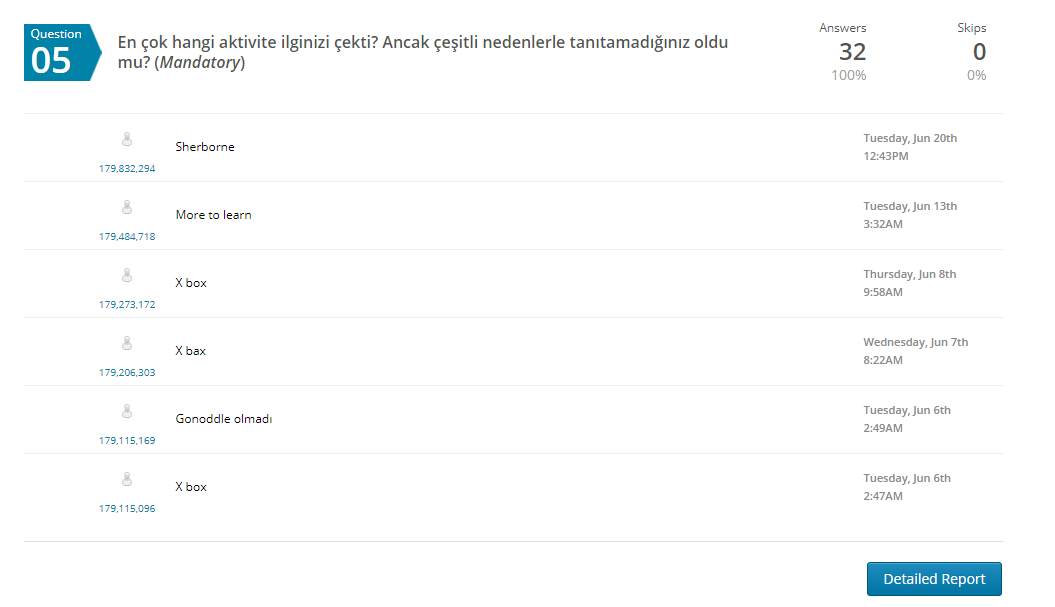 Question
05
En çok hangi aktivite ilginizi çekti? Ancak çeşitli nedenlerle tanıtamadığınız oldu
mu? (Mandatory)
Answers
32
100%
Skips
0
0%
Sherborne
179,832,294
Tuesday, Jun 20th
12:43PM
More to learn
179,484,718
Tuesday, Jun 13th
3:32AM
X box
179,273,172
Thursday, Jun 8th
9:58AM
X bax
179,206,303
Wednesday, Jun 7th
8:22AM
Gonoddle olmadı
179,115,169
Tuesday, Jun 6th
2:49AM
X box
179,115,096
Tuesday, Jun 6th
2:47AM
Detailed Report